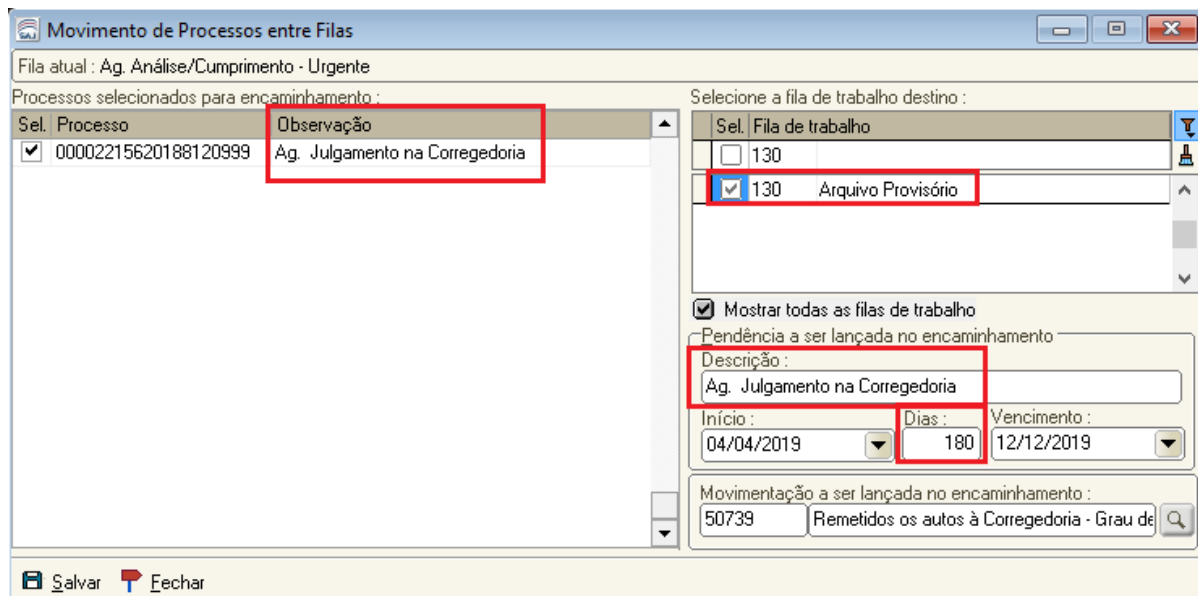 Movimento de Processos entre Filas
Fila atual : Ag. Análise/Cumprimento - Urgente
Processos selecionados para encaminhamento :
Sel. Processo Observação
00002215620188120999 Ag. Julgamento na Corregedoria
Selecione a fila de trabalho destino :
Sel. Fila de trabalho
130
130 Arquivo Provisório
Mostrar todas as filas de trabalho
Pendência a ser lançada no encaminhamento
Descrição :
Ag. Julgamento na Corregedoria
Início : Dias : Vencimento :
04/04/2019 180 12/12/2019
Movimentação a ser lançada no encaminhamento :
50739 Remetidos os autos à Corregedoria - Grau de
Salvar Fechar